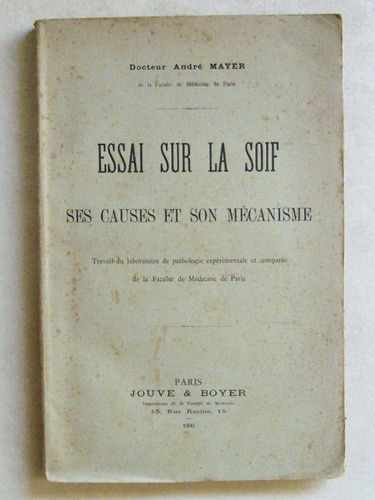 Docteur André MAYER
de la Faculté de Médecine de Paris
ESSAI SUR LA SOIF
SES CAUSES ET SON MÉCANISME
Travail du laboratoire de pathologie expérimentale et comparée
de la Faculté de Médecine de Paris
PARIS
JOUVE & BOYER
Imprimeurs de la Faculté de Médecine
15, Rue Racine, 15
1900